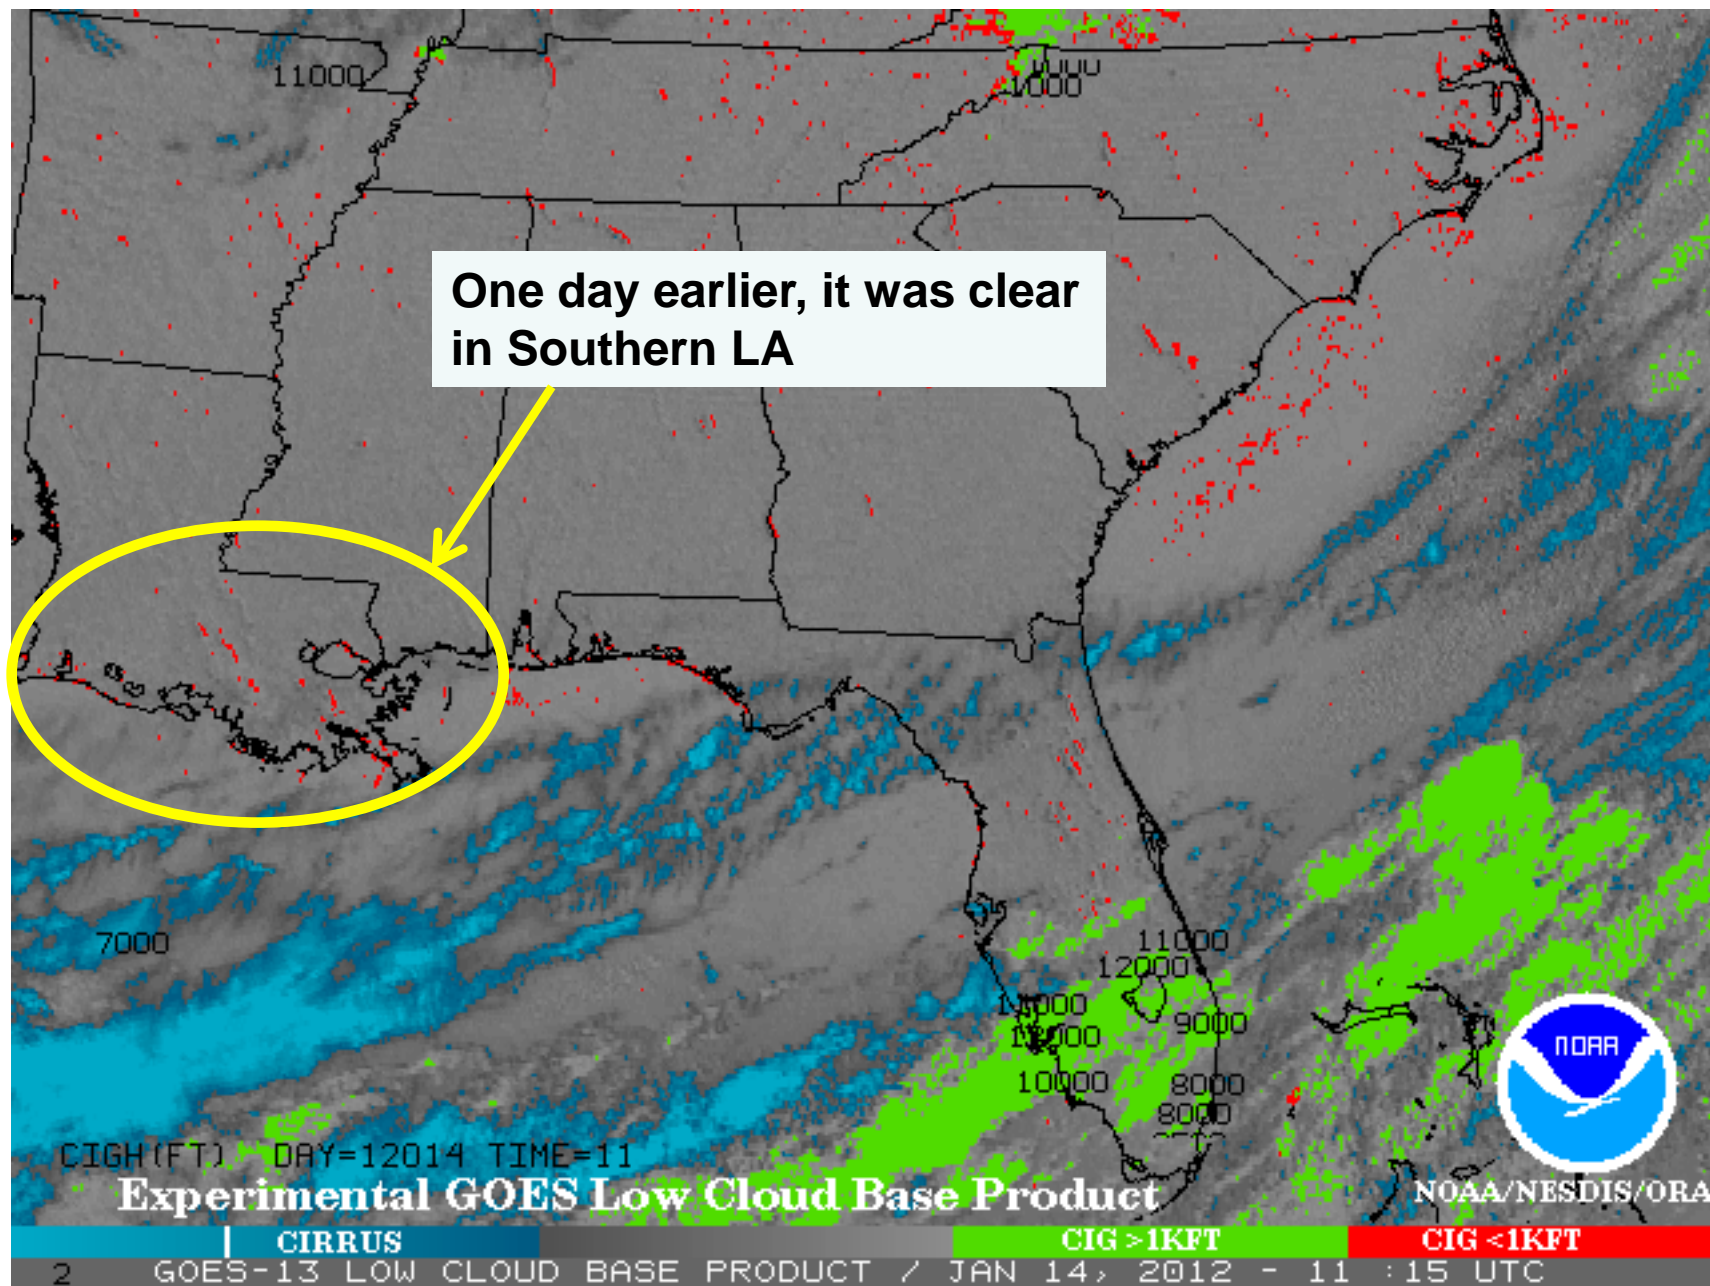 11000
1000
One day earlier, it was clear
in Southern LA
7000
11000
12000
9000
10000
8000
8000
NOAA
CIGH(FT) DAY=12014 TIME=11
Experimental GOES Low Cloud Base Product
NOAA/NESDIS/ORA
CIRRUS
CIG >1KFT
CIG <1KFT
2 GOES-13 LOW CLOUD BASE PRODUCT / JAN 14, 2012 - 11 :15 UTC